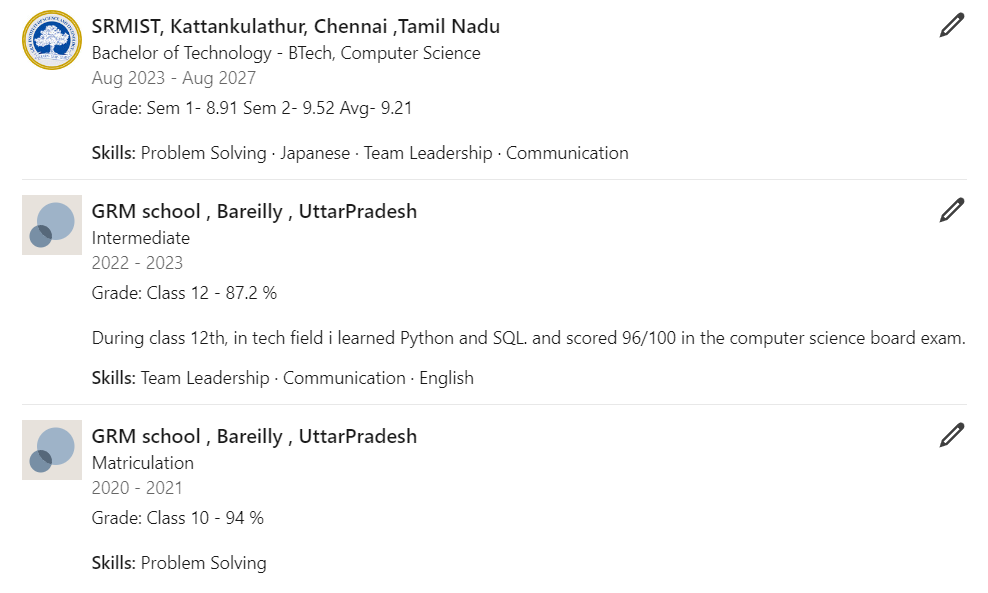 SRMIST, Kattankulathur, Chennai ,Tamil Nadu
Bachelor of Technology - BTech, Computer Science
Aug 2023 - Aug 2027
Grade: Sem 1- 8.91 Sem 2- 9.52 Avg- 9.21
Skills: Problem Solving · Japanese · Team Leadership · Communication
GRM school , Bareilly , UttarPradesh
Intermediate
2022 - 2023
Grade: Class 12 - 87.2 %
During class 12th, in tech field i learned Python and SQL. and scored 96/100 in the computer science board exam.
Skills: Team Leadership · Communication · English
GRM school , Bareilly , UttarPradesh
Matriculation
2020 - 2021
Grade: Class 10 - 94 %
Skills: Problem Solving